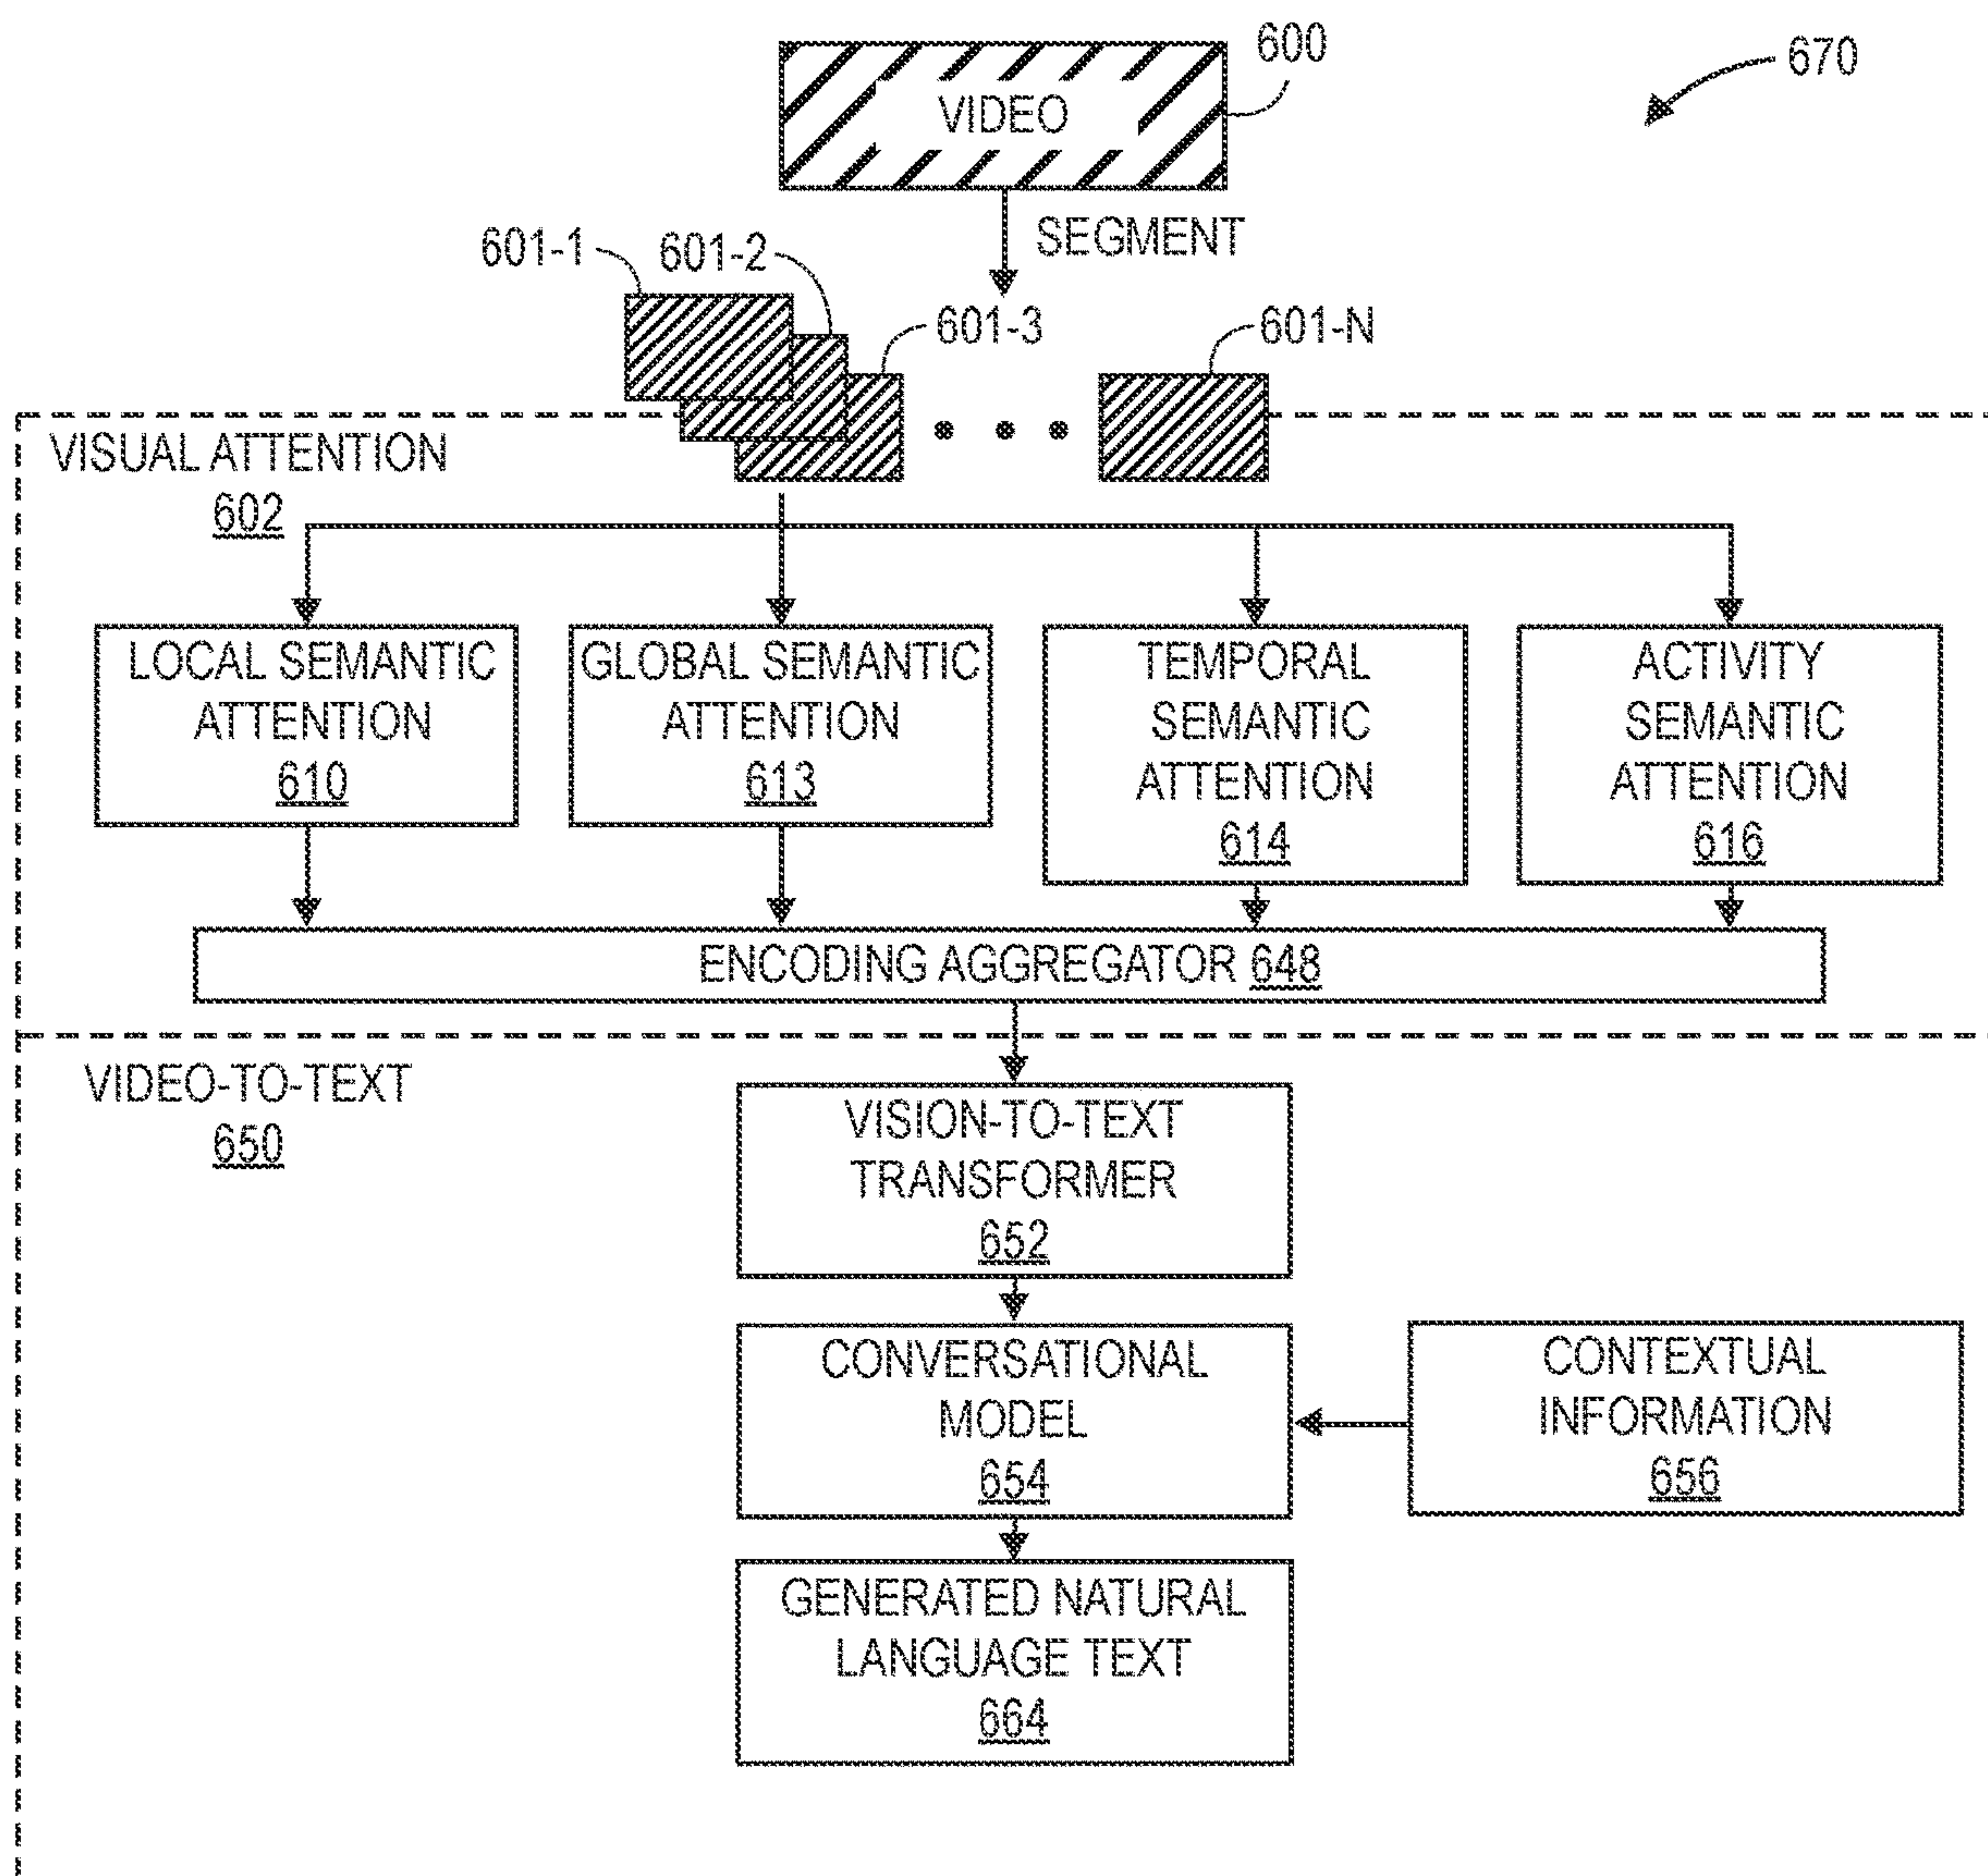 600
670
VIDEO
SEGMENT
601-1
601-2
601-3
601-N
VISUAL ATTENTION
602
LOCAL SEMANTIC
ATTENTION
610
GLOBAL SEMANTIC
ATTENTION
613
TEMPORAL
SEMANTIC
ATTENTION
614
ACTIVITY
SEMANTIC
ATTENTION
616
ENCODING AGGREGATOR 648
VIDEO-TO-TEXT
650
VISION-TO-TEXT
TRANSFORMER
652
CONVERSATIONAL
MODEL
654
CONTEXTUAL
INFORMATION
656
GENERATED NATURAL
LANGUAGE TEXT
664